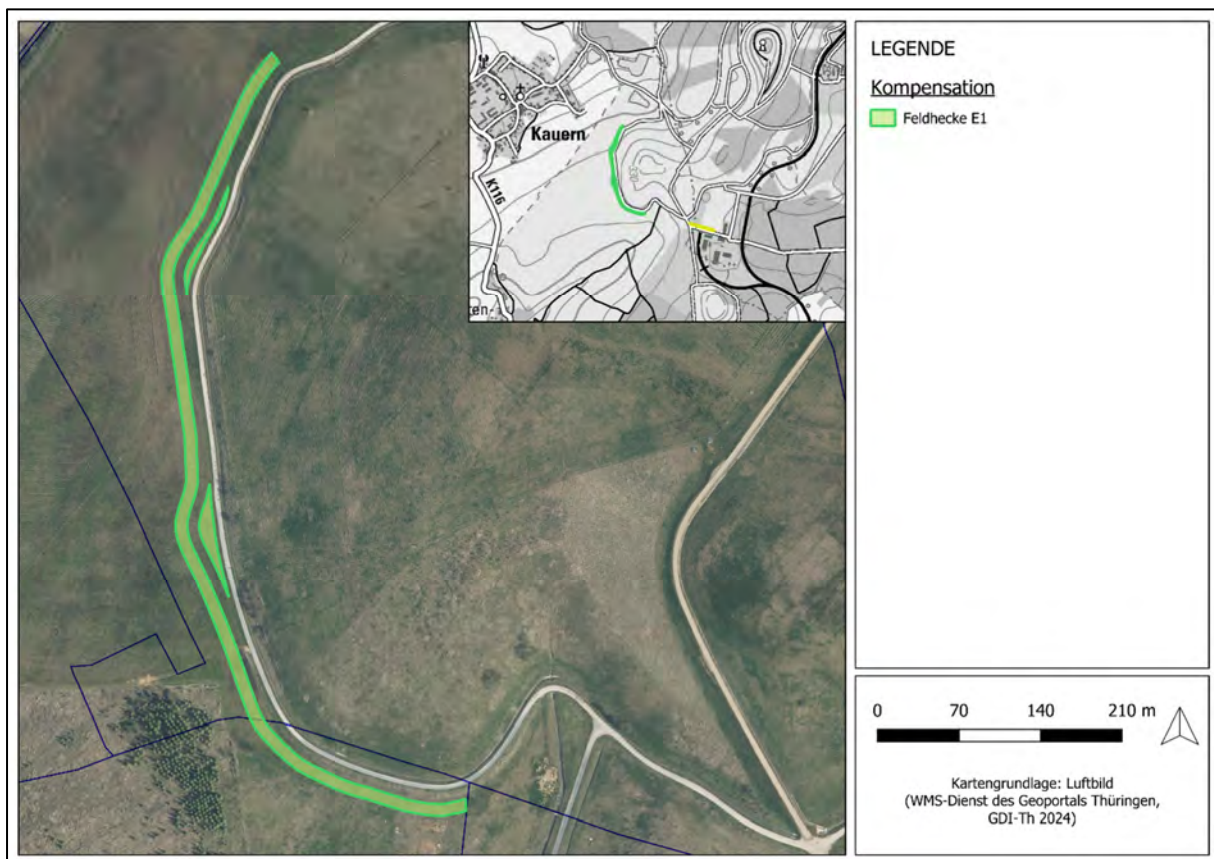 Kauern
K116
LEGENDE
Kompensation
Feldhecke E1
0 70 140 210 m
Kartengrundlage: Luftbild
(WMS-Dienst des Geoportals Thüringen,
GDI-Th 2024)